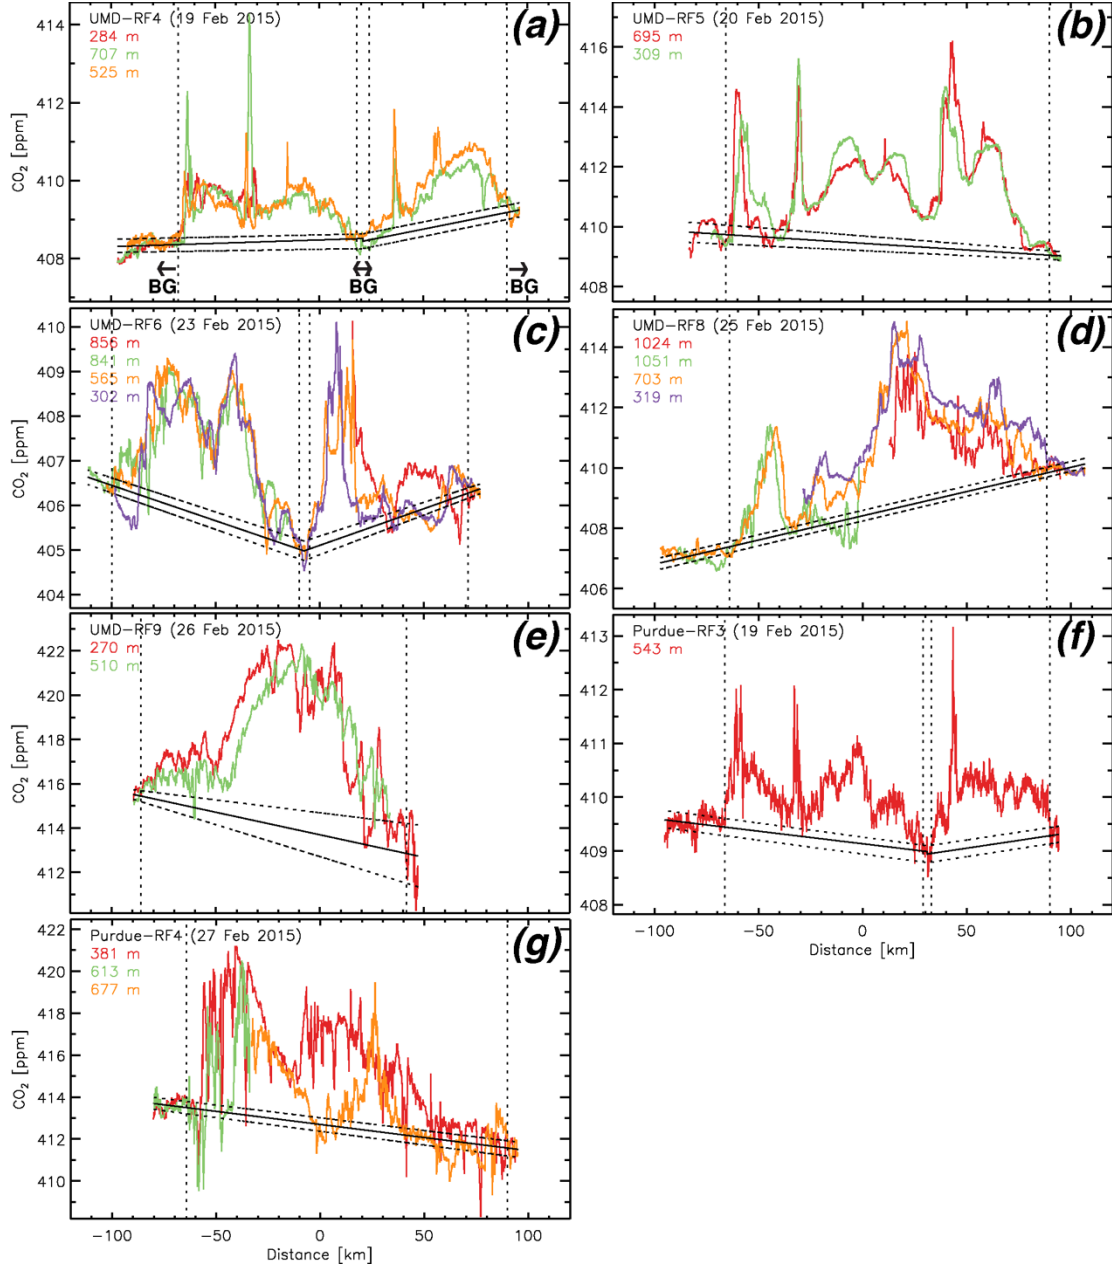 UMD-RF4 (19 Feb 2015)
(a)
284 m
707 m
525 m
414
412
410
408
CO2 [ppm]
BG
BG
BG
UMD-RF5 (20 Feb 2015)
(b)
695 m
309 m
416
414
412
410
408
CO2 [ppm]
UMD-RF6 (23 Feb 2015)
(c)
856 m
841 m
565 m
302 m
410
409
408
407
406
405
404
CO2 [ppm]
UMD-RF8 (25 Feb 2015)
(d)
1024 m
1051 m
703 m
319 m
414
412
410
408
406
CO2 [ppm]
UMD-RF9 (26 Feb 2015)
(e)
270 m
510 m
422
420
418
416
414
412
CO2 [ppm]
Purdue-RF3 (19 Feb 2015)
(f)
543 m
413
412
411
410
409
408
CO2 [ppm]
-100 -50 0 50 100
Distance [km]
Purdue-RF4 (27 Feb 2015)
(g)
381 m
613 m
677 m
422
420
418
416
414
412
410
CO2 [ppm]
-100 -50 0 50 100
Distance [km]